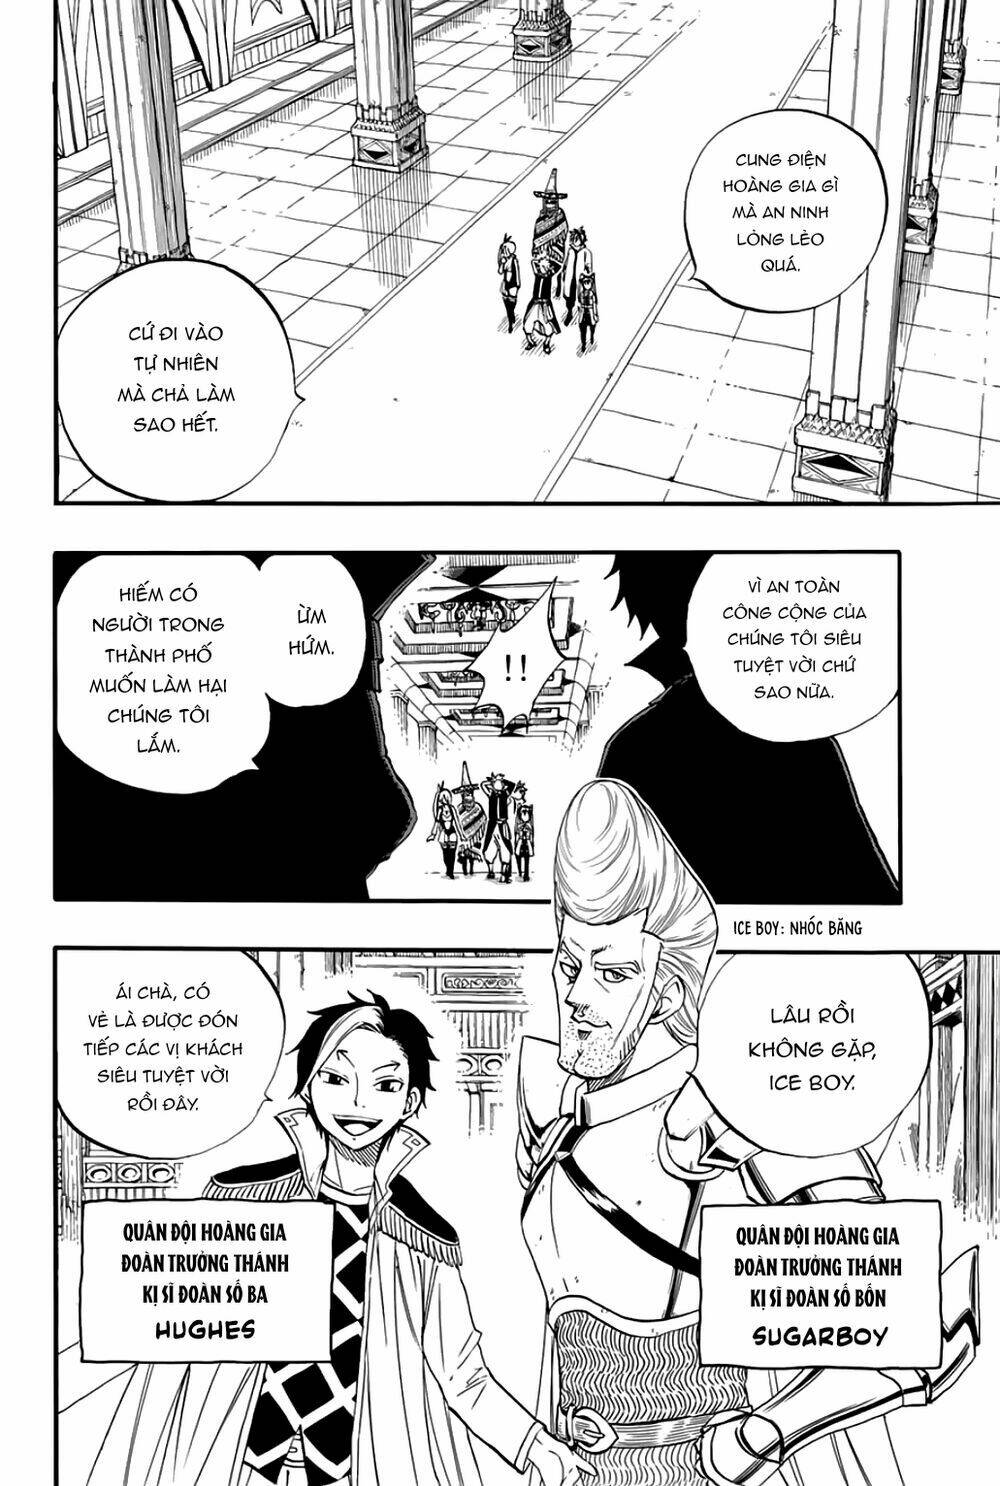 CUNG ĐIỆN
HOÀNG GIA GÌ
MÀ AN NINH
LỎNG LẺO
QUÁ.
CỨ ĐI VÀO
TỰ NHIÊN
MÀ CHẢ LÀM
SAO HẾT.
VÌ AN TOÀN
CÔNG CỘNG CỦA
CHÚNG TÔI SIÊU
TUYỆT VỜI CHỨ
SAO NỮA.
!!
ỪM
HỨM.
HIẾM CÓ
NGƯỜI TRONG
THÀNH PHỐ
MUỐN LÀM HẠI
CHÚNG TÔI
LẮM.
ICE BOY: NHÓC BĂNG
LÂU RỒI
KHÔNG GẶP,
ICE BOY.
ÁI CHÀ, CÓ
VẺ LÀ ĐƯỢC ĐÓN
TIẾP CÁC VỊ KHÁCH
SIÊU TUYỆT VỜI
RỒI ĐÂY.
QUÂN ĐỘI HOÀNG GIA
ĐOÀN TRƯỞNG THÁNH
KỊ SĨ ĐOÀN SỐ BỐN
SUGARBOY
QUÂN ĐỘI HOÀNG GIA
ĐOÀN TRƯỞNG THÁNH
KỊ SĨ ĐOÀN SỐ BA
HUGHES